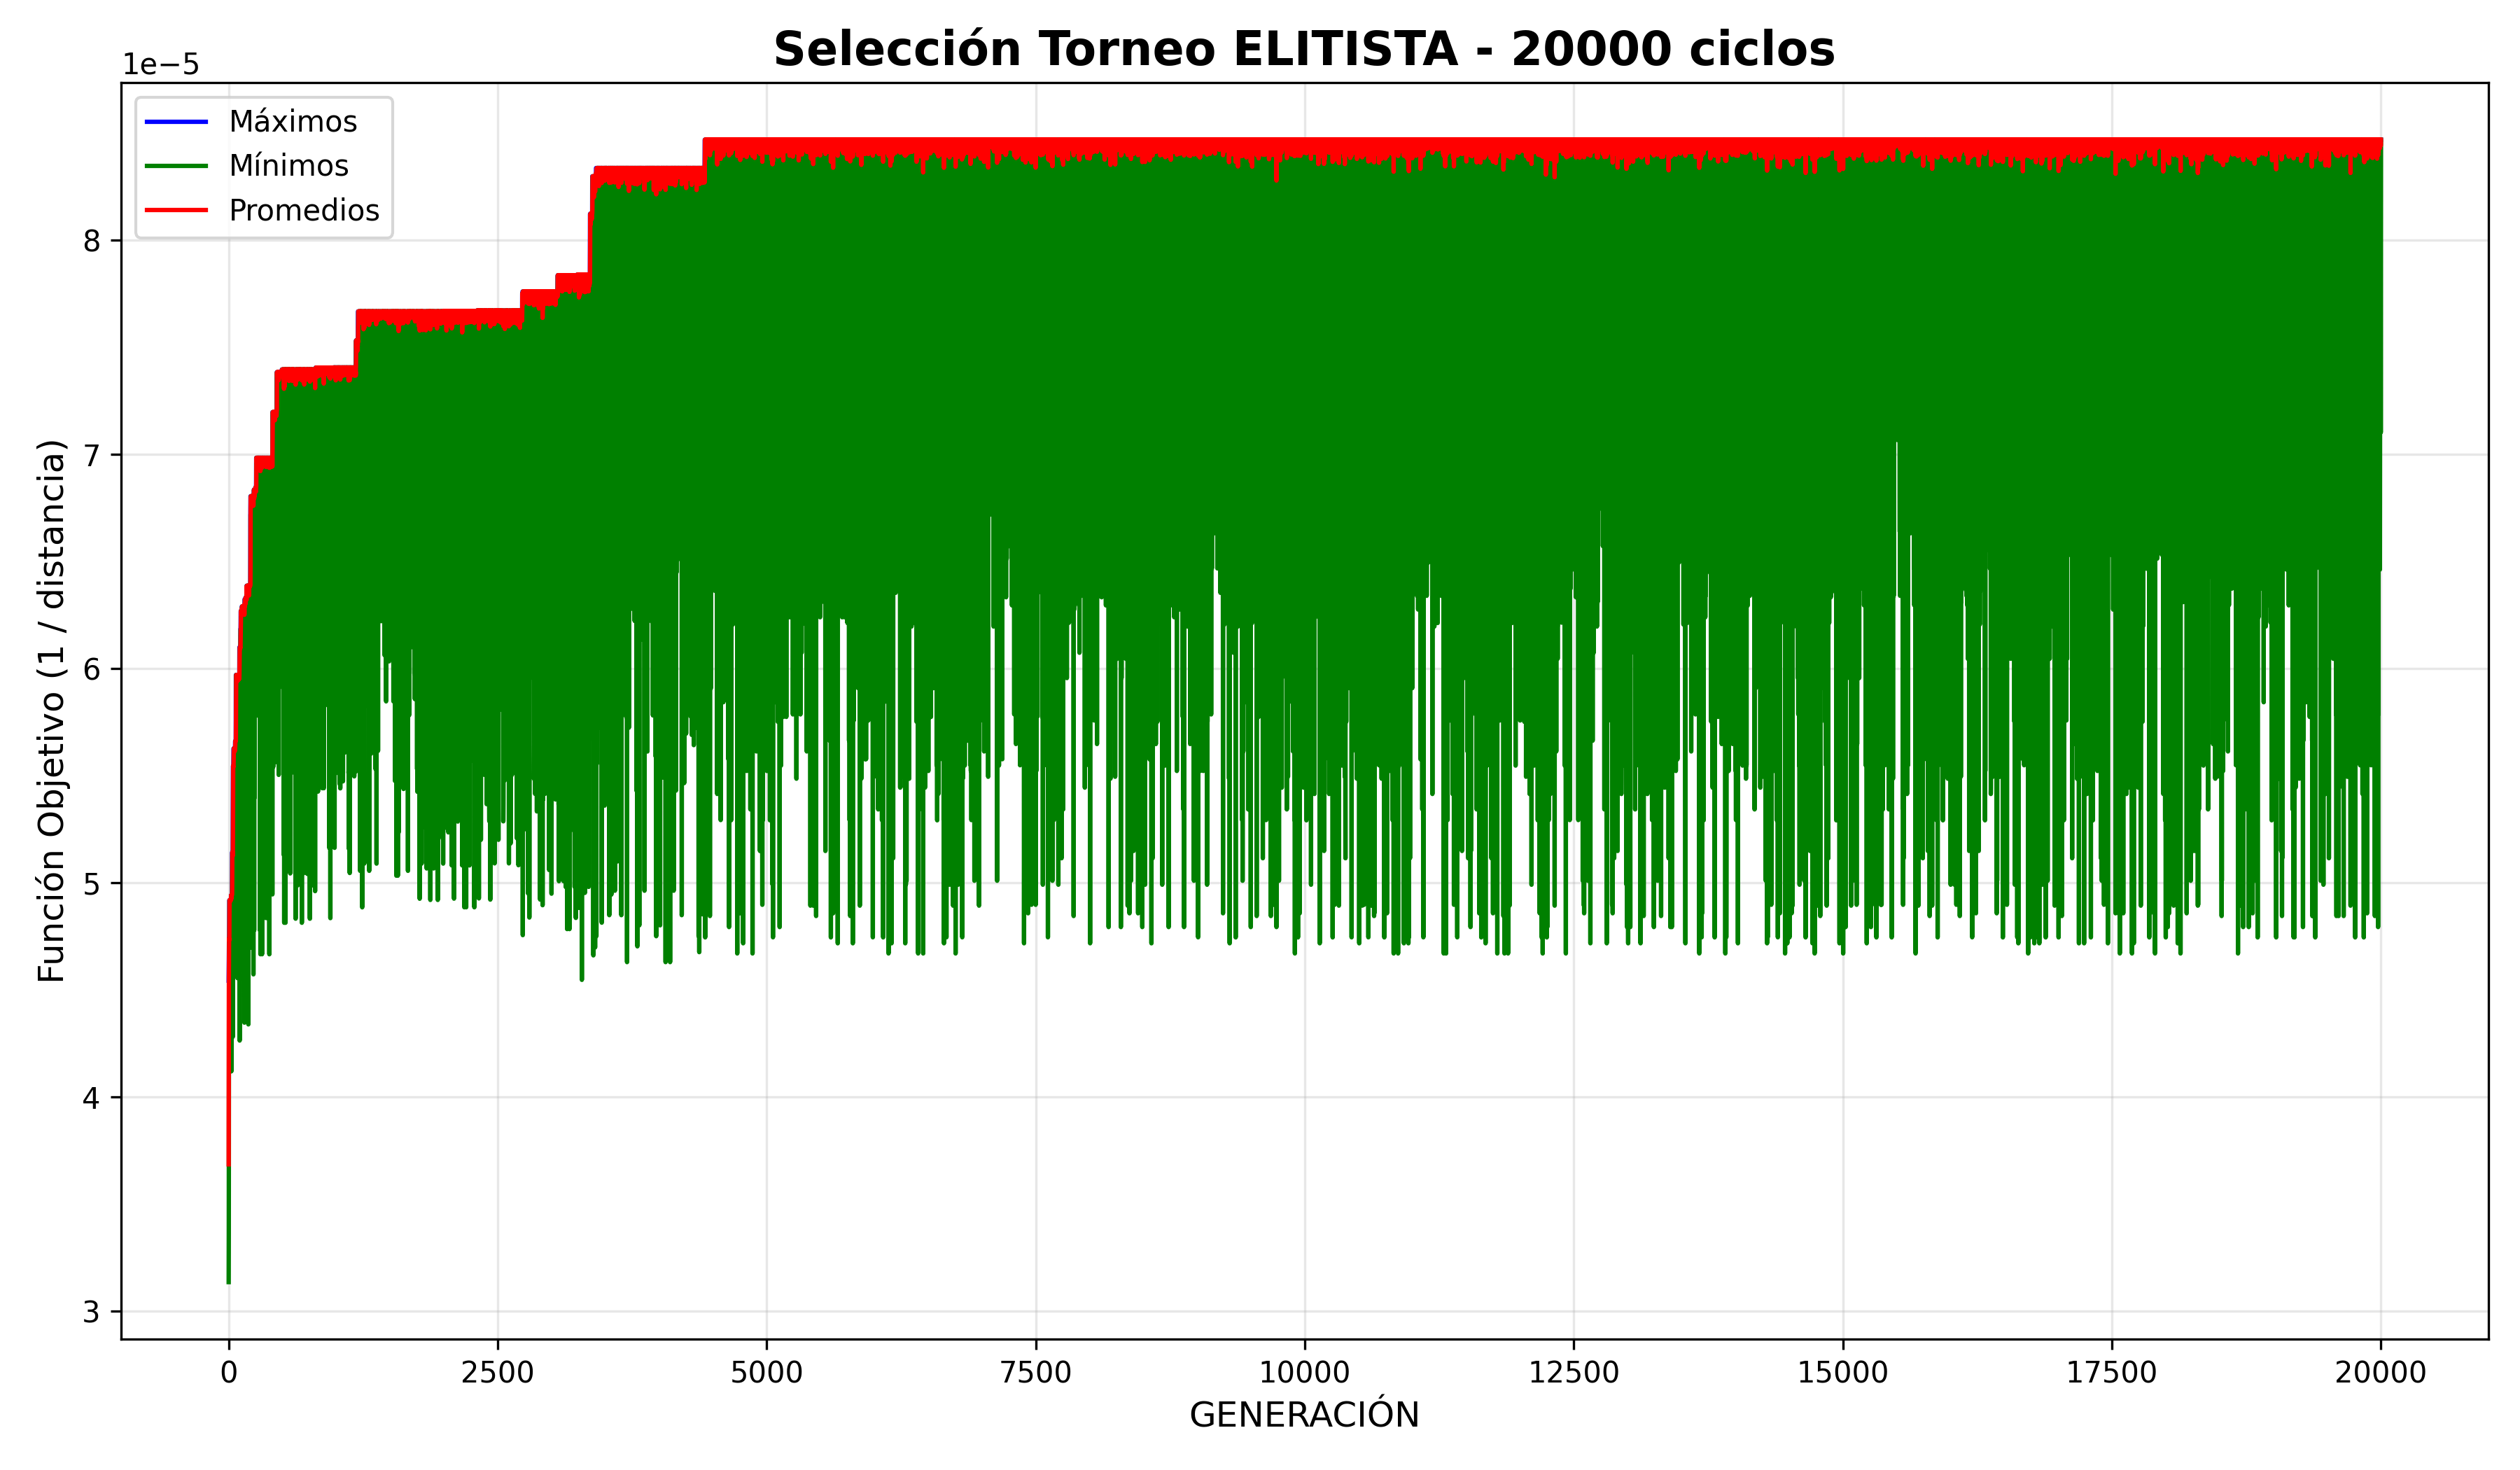 Selección Torneo ELITISTA - 20000 ciclos
1e−5
Máximos
Mínimos
Promedios
8
7
6
5
4
3
Función Objetivo (1 / distancia)
0 2500 5000 7500 10000 12500 15000 17500 20000
GENERACIÓN